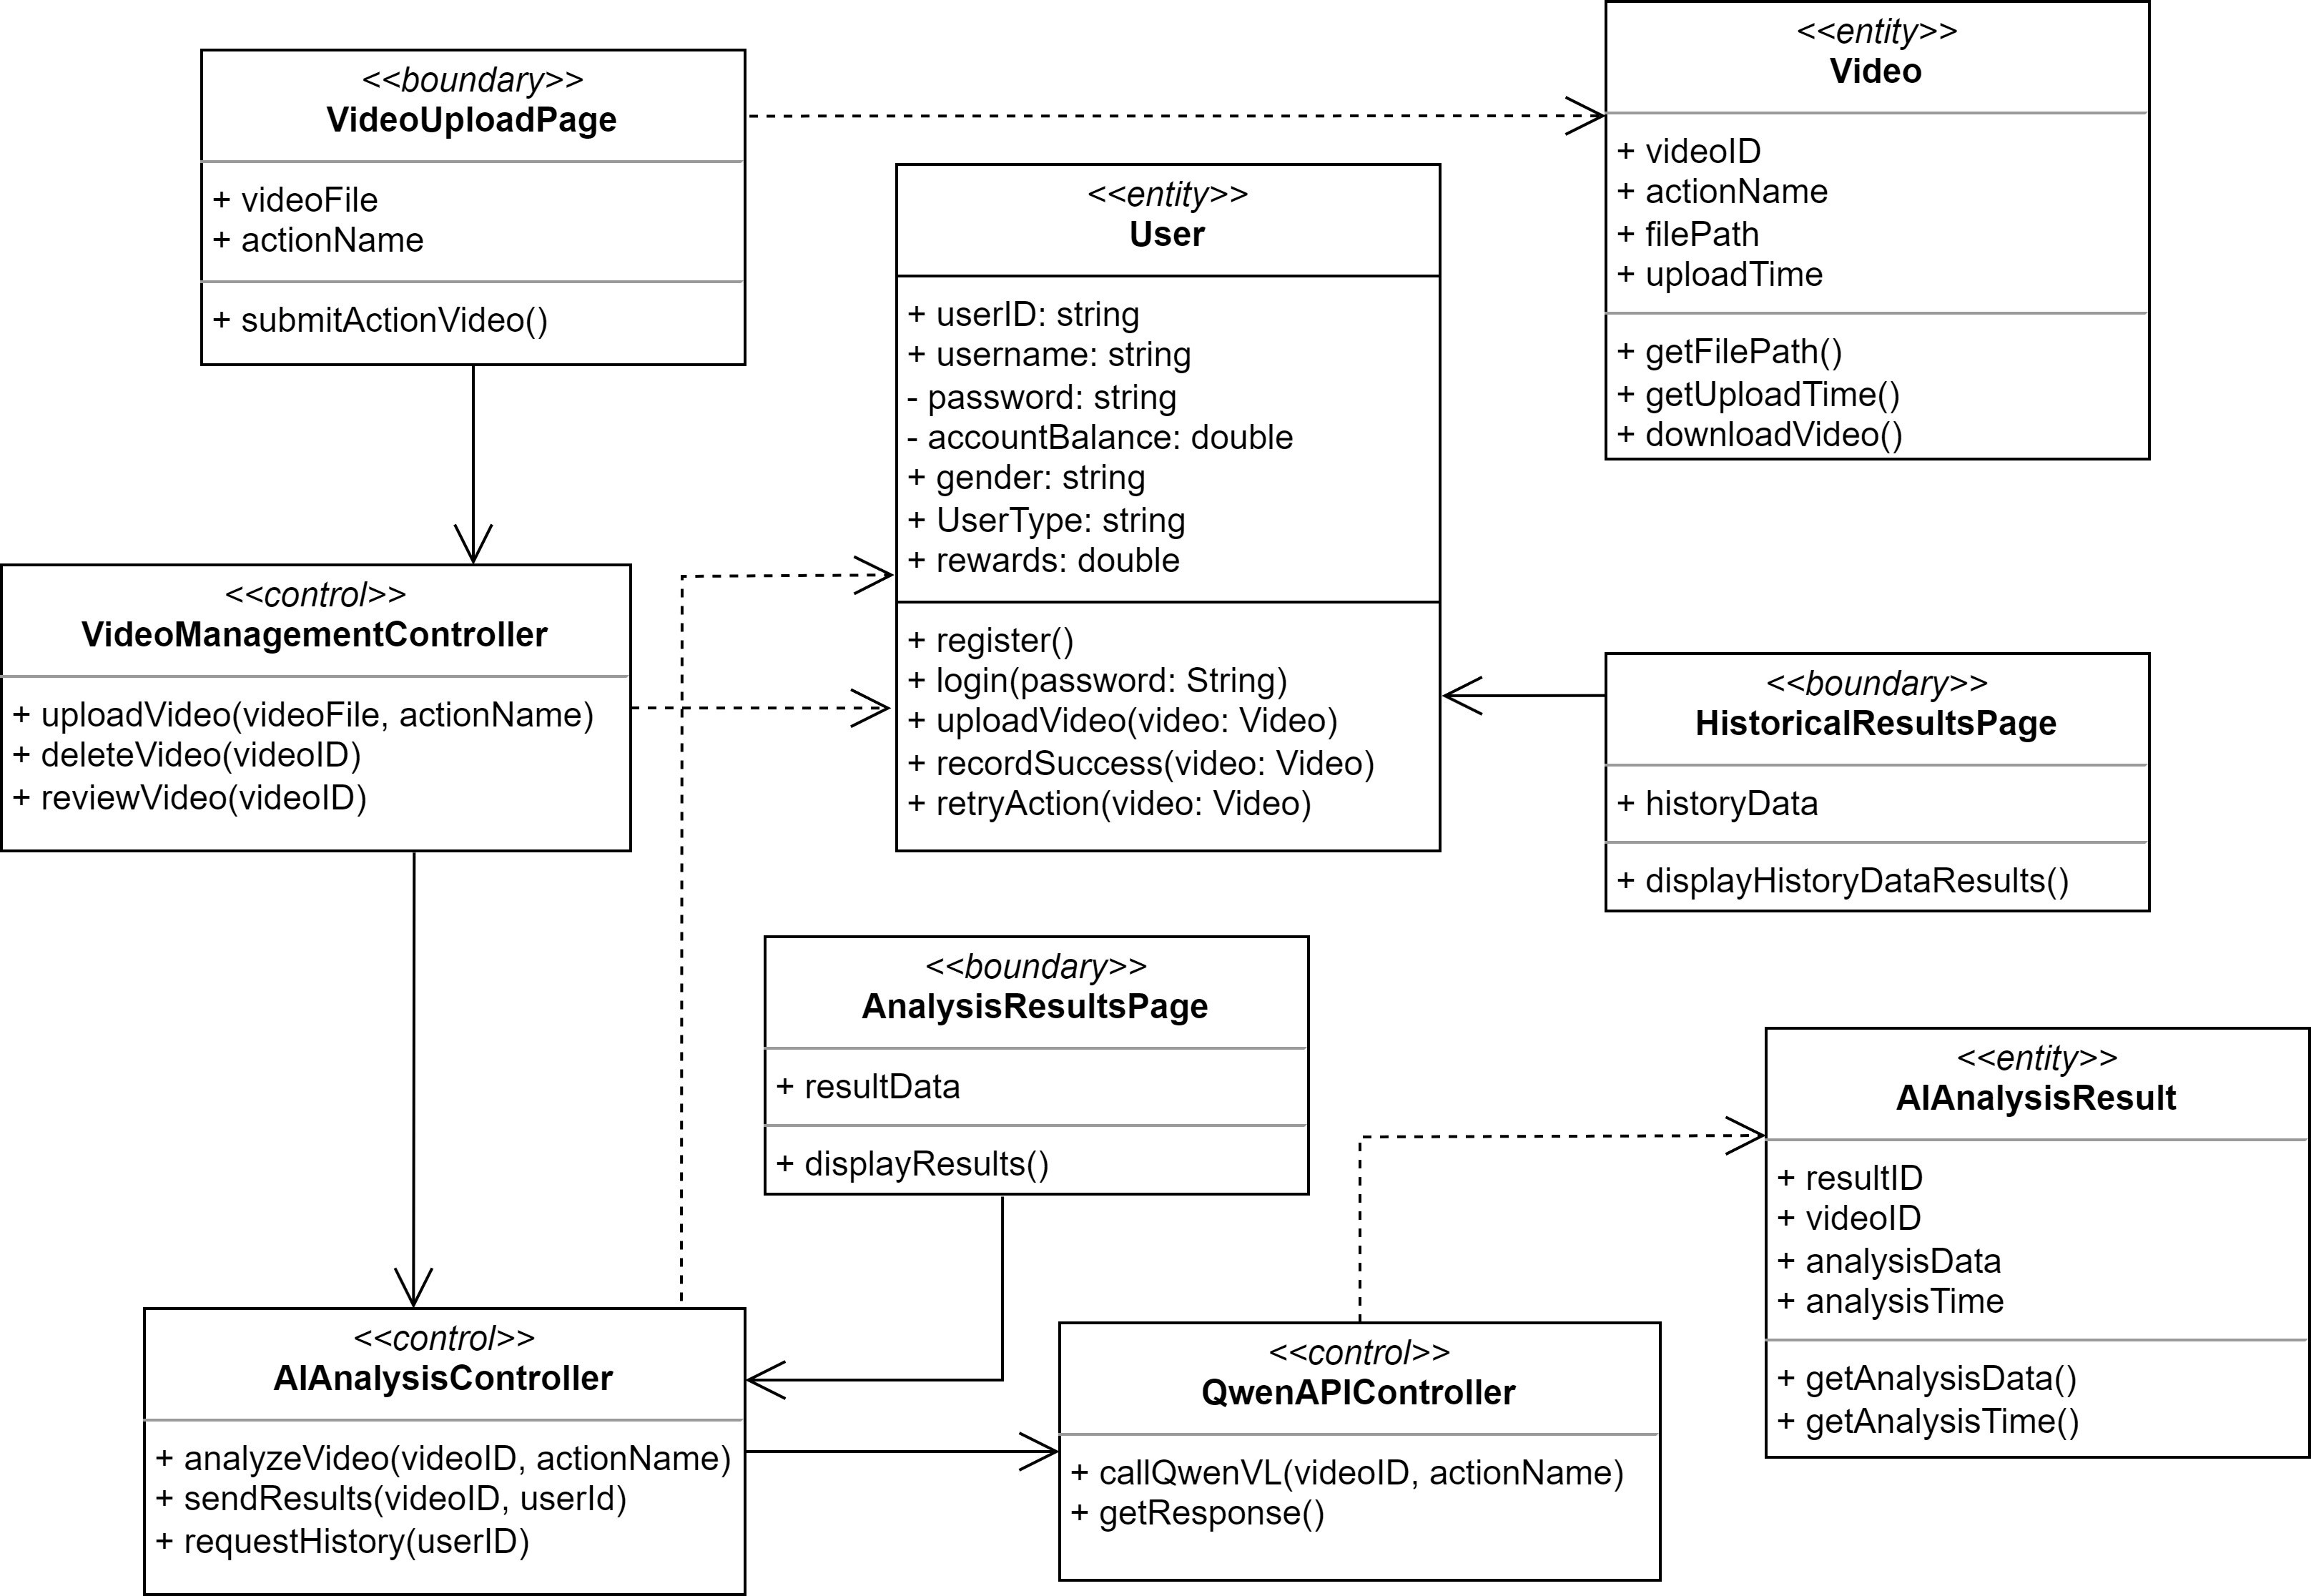 <<boundary>>
VideoUploadPage
+ videoFile
+ actionName
+ submitActionVideo()
<<entity>>
Video
+ videoID
+ actionName
+ filePath
+ uploadTime
+ getFilePath()
+ getUploadTime()
+ downloadVideo()
<<entity>>
User
+ userID: string
+ username: string
- password: string
- accountBalance: double
+ gender: string
+ UserType: string
+ rewards: double
+ register()
+ login(password: String)
+ uploadVideo(video: Video)
+ recordSuccess(video: Video)
+ retryAction(video: Video)
<<control>>
VideoManagementController
+ uploadVideo(videoFile, actionName)
+ deleteVideo(videoID)
+ reviewVideo(videoID)
<<boundary>>
HistoricalResultsPage
+ historyData
+ displayHistoryDataResults()
<<boundary>>
AnalysisResultsPage
+ resultData
+ displayResults()
<<entity>>
AIAnalysisResult
+ resultID
+ videoID
+ analysisData
+ analysisTime
+ getAnalysisData()
+ getAnalysisTime()
<<control>>
AIAnalysisController
+ analyzeVideo(videoID, actionName)
+ sendResults(videoID, userId)
+ requestHistory(userID)
<<control>>
QwenAPIController
+ callQwenVL(videoID, actionName)
+ getResponse()